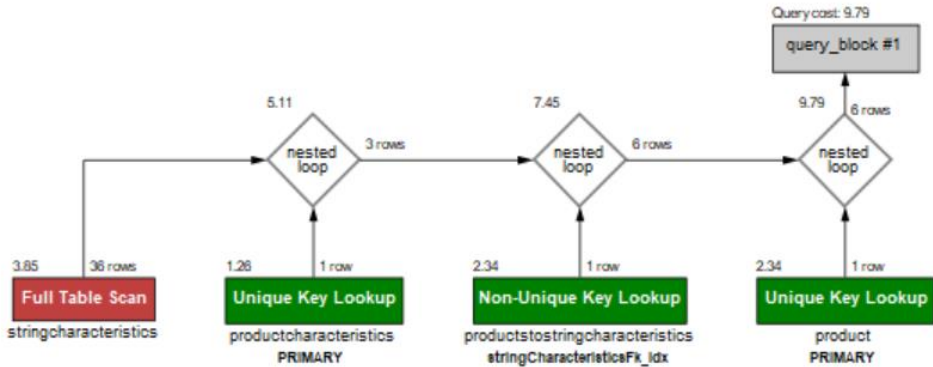 Query cost: 9.79
query_block #1
5.11
7.45
9.79
6 rows
nested
loop
3 rows
nested
loop
6 rows
nested
loop
3.85
36 rows
1.26
1 row
2.34
1 row
2.34
1 row
Full Table Scan
Unique Key Lookup
Non-Unique Key Lookup
Unique Key Lookup
stringcharacteristics
productcharacteristics
productstostringcharacteristics
product
PRIMARY
stringCharacteristicsFk_idx
PRIMARY